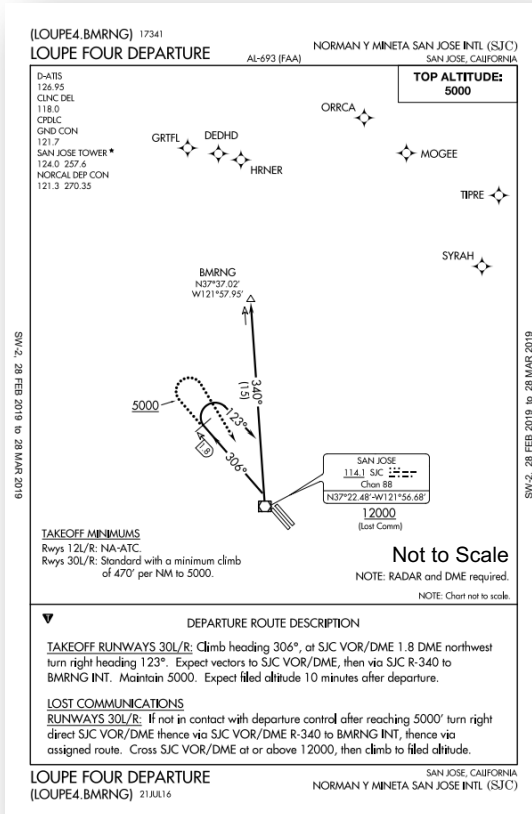 (LOUPE4.BMRNG) 17341
LOUPE FOUR DEPARTURE
AL-693 (FAA)
NORMAN Y MINETA SAN JOSE INTL (SJC)
SAN JOSE, CALIFORNIA
TOP ALTITUDE:
5000
D-ATIS
126.95
CLNC DEL
118.0
CPDLC
GND CON
121.7
SAN JOSE TOWER *
124.0 257.6
NORCAL DEP CON
121.3 270.35
ORRCA
GRTFL
DEDHD
HRNER
MOGEE
TIPRE
SYRAH
BMRNG
N37°37.02'
W121°57.95'
340°
(15)
5000
123°
1.8
306°
SAN JOSE
114.1 SJC
Chan 88
N37°22.48'-W121°56.68'
12000
(Lost Comm)
TAKEOFF MINIMUMS
Rwys 12L/R: NA-ATC.
Rwys 30L/R: Standard with a minimum climb
of 470' per NM to 5000.
Not to Scale
NOTE: RADAR and DME required.
NOTE: Chart not to scale.
SW-2, 28 FEB 2019 to 28 MAR 2019
SW-2, 28 FEB 2019 to 28 MAR 2019
T
DEPARTURE ROUTE DESCRIPTION
TAKEOFF RUNWAYS 30L/R: Climb heading 306°, at SJC VOR/DME 1.8 DME northwest
turn right heading 123°. Expect vectors to SJC VOR/DME, then via SJC R-340 to
BMRNG INT. Maintain 5000. Expect filed altitude 10 minutes after departure.
LOST COMMUNICATIONS
RUNWAYS 30L/R: If not in contact with departure control after reaching 5000' turn right
direct SJC VOR/DME thence via SJC VOR/DME R-340 to BMRNG INT, thence via
assigned route. Cross SJC VOR/DME at or above 12000, then climb to filed altitude.
LOUPE FOUR DEPARTURE
(LOUPE4.BMRNG) 21JUL16
SAN JOSE, CALIFORNIA
NORMAN Y MINETA SAN JOSE INTL (SJC)